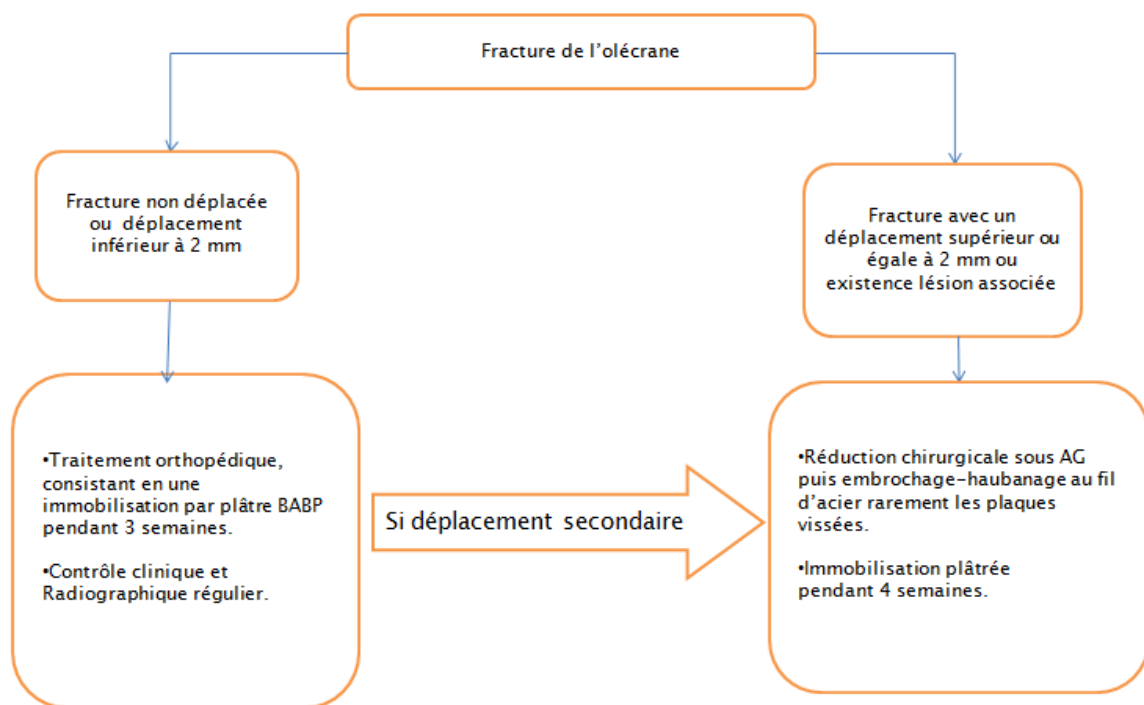 Fracture de l'olécrane
Fracture non déplacée
ou déplacement
inférieur à 2 mm
Fracture avec un
déplacement supérieur ou
égale à 2 mm ou
existence lésion associée
•Traitement orthopédique,
consistant en une
immobilisation par plâtre BABP
pendant 3 semaines.
•Contrôle clinique et
Radiographique régulier.
Si déplacement secondaire
•Réduction chirurgicale sous AG
puis embrochage-haubanage au fil
d'acier rarement les plaques
vissées.
•Immobilisation plâtrée
pendant 4 semaines.